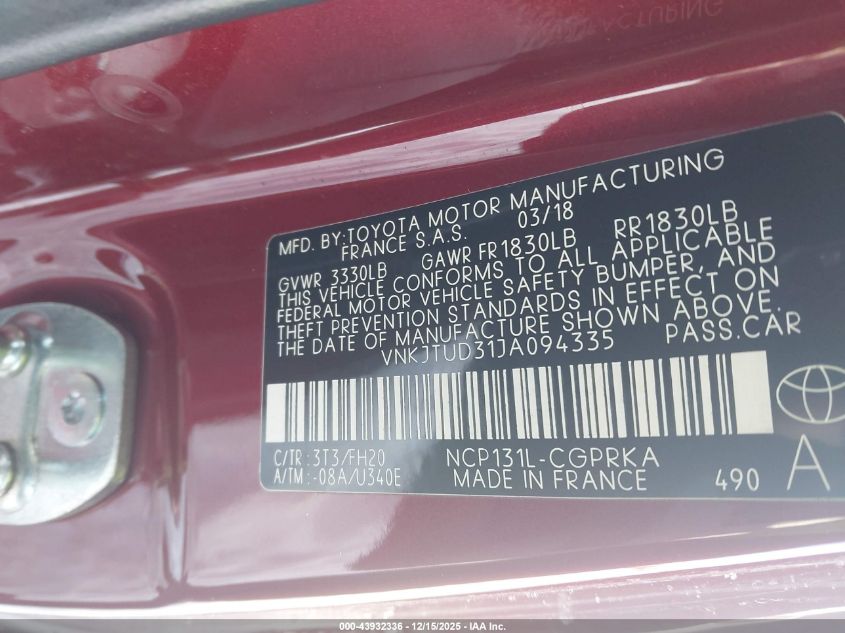 MFD. BY:TOYOTA MOTOR MANUFACTURING
FRANCE S.A.S. 03/18
GVWR 3330LB GAWR FR1830LB RR1830LB
THIS VEHICLE CONFORMS TO ALL APPLICABLE
FEDERAL MOTOR VEHICLE SAFETY BUMPER, AND
THEFT PREVENTION STANDARDS IN EFFECT ON
THE DATE OF MANUFACTURE SHOWN ABOVE.
VNKJTUD31JA094335 PASS.CAR
C/TR: 3T3/FH20 NCP131L-CGPRKA
A/TM: -08A/U340E MADE IN FRANCE 490 A
000-43932336 - 12/15/2025 - IAA Inc.